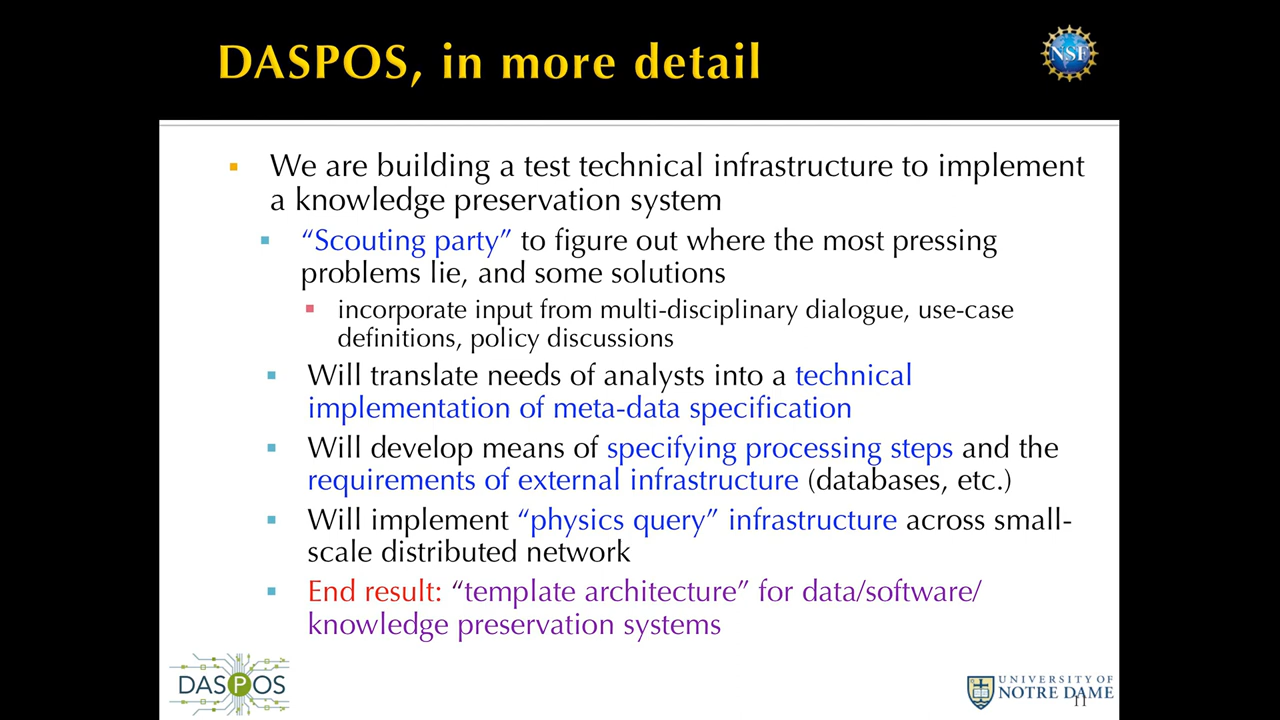 DASPOS, in more detail
NSF
We are building a test technical infrastructure to implement
a knowledge preservation system
“Scouting party” to figure out where the most pressing
problems lie, and some solutions
incorporate input from multi-disciplinary dialogue, use-case
definitions, policy discussions
Will translate needs of analysts into a technical
implementation of meta-data specification
Will develop means of specifying processing steps and the
requirements of external infrastructure (databases, etc.)
Will implement “physics query” infrastructure across small-
scale distributed network
End result: “template architecture” for data/software/
knowledge preservation systems
DASPOS
UNIVERSITY OF
NOTRE DAME
11